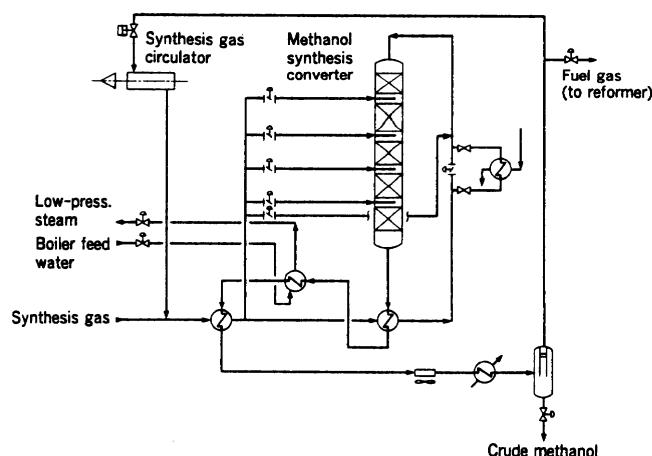 Synthesis gas
circulator
Methanol
synthesis
converter
Fuel gas
(to reformer)
Low-press.
steam
Boiler feed
water
Synthesis gas
Crude methanol